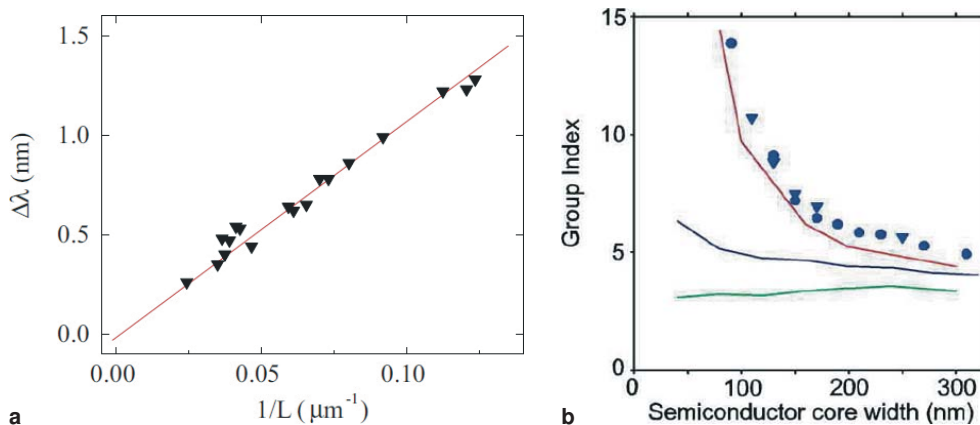 1.5
1.0
0.5
0.0
Δλ (nm)
0.00
0.05
0.10
1/L (μm⁻¹)
a
15
10
5
0
Group Index
0
100
200
300
Semiconductor core width (nm)
b